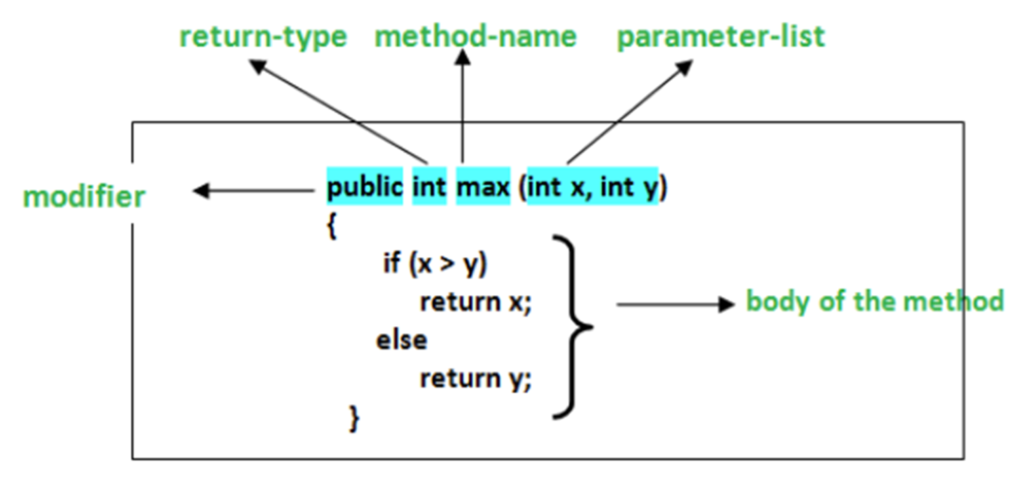 return-type method-name parameter-list
modifier
public int max (int x, int y)
{
if (x > y)
return x;
else
return y;
}
body of the method